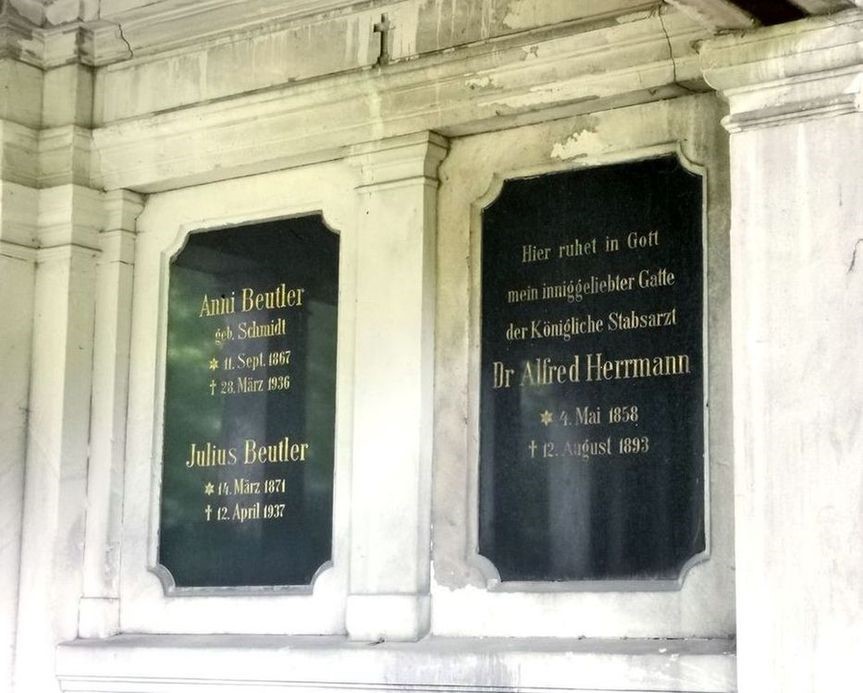 Anni Beutler
geb. Schmidt
* 11. Sept. 1867
† 28. März 1936
Julius Beutler
* 14. März 1871
† 12. April 1937
Hier ruhet in Gott
mein inniggeliebter Gatte
der Königliche Stabsarzt
Dr Alfred Herrmann
* 4. Mai 1858
† 12. August 1893